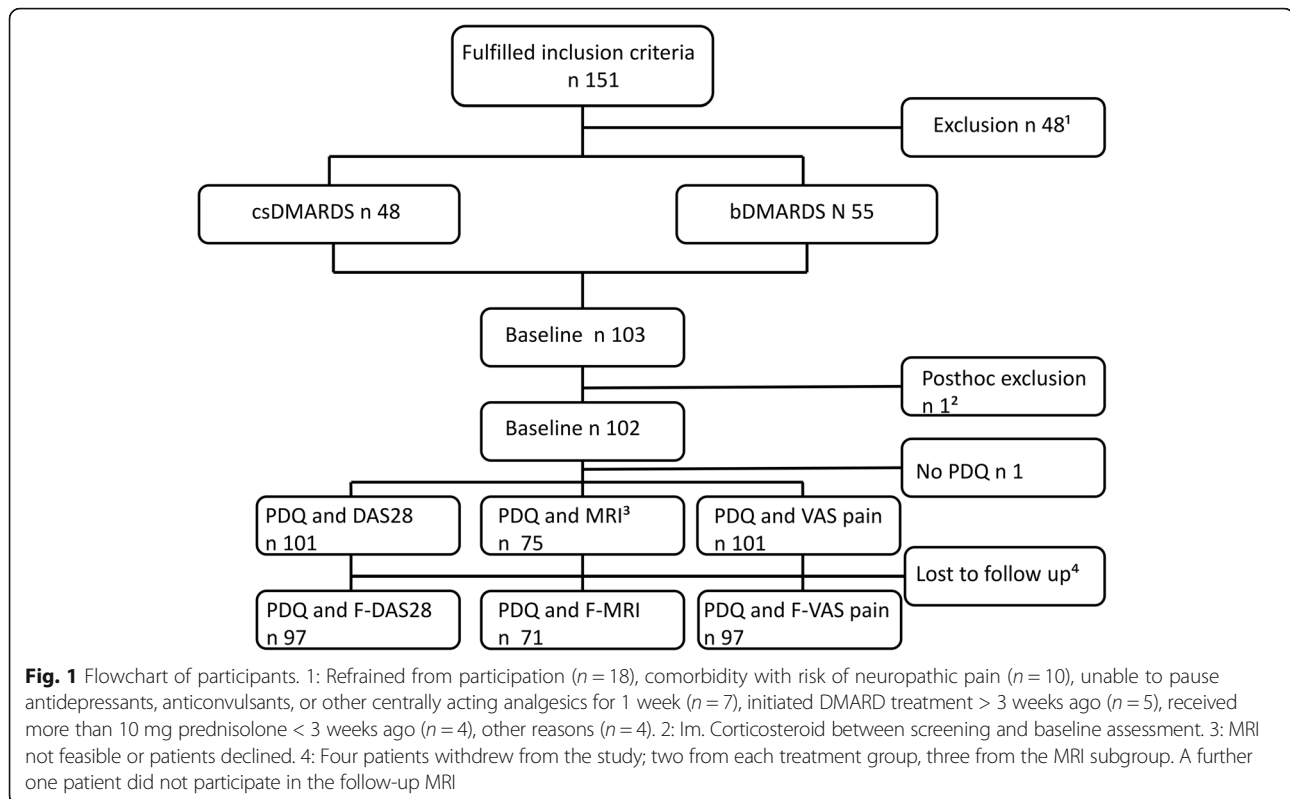 Fulfilled inclusion criteria
n 151
Exclusion n 48¹
csDMARDS n 48
bDMARDS N 55
Baseline n 103
Posthoc exclusion
n 1²
Baseline n 102
No PDQ n 1
PDQ and DAS28
n 101
PDQ and MRI³
n 75
PDQ and VAS pain
n 101
Lost to follow up⁴
PDQ and F-DAS28
n 97
PDQ and F-MRI
n 71
PDQ and F-VAS pain
n 97
Fig. 1 Flowchart of participants. 1: Refrained from participation (n = 18), comorbidity with risk of neuropathic pain (n = 10), unable to pause
antidepressants, anticonvulsants, or other centrally acting analgesics for 1 week (n = 7), initiated DMARD treatment > 3 weeks ago (n = 5), received
more than 10 mg prednisolone < 3 weeks ago (n = 4), other reasons (n = 4). 2: Im. Corticosteroid between screening and baseline assessment. 3: MRI
not feasible or patients declined. 4: Four patients withdrew from the study; two from each treatment group, three from the MRI subgroup. A further
one patient did not participate in the follow-up MRI